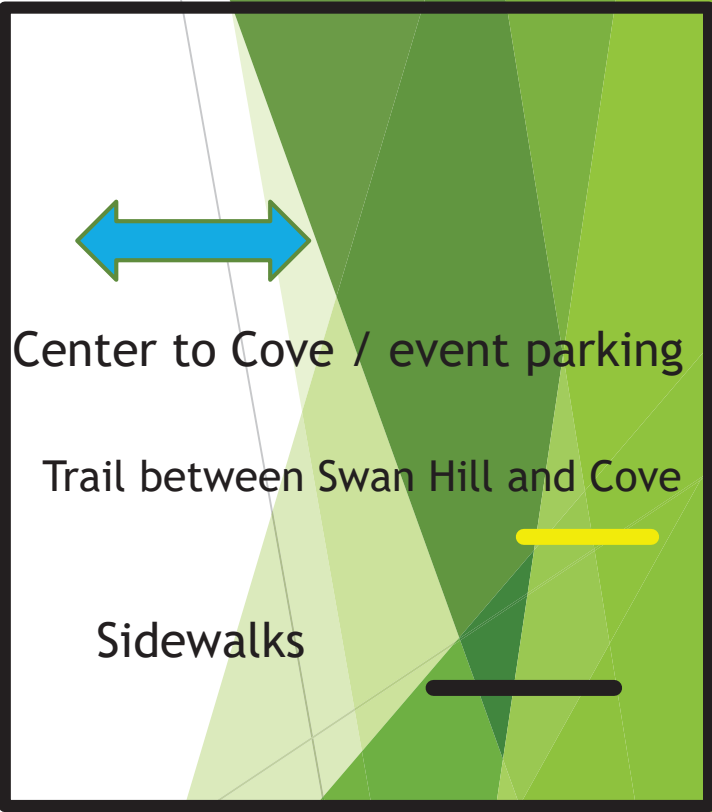 Center to Cove / event parking
Trail between Swan Hill and Cove
Sidewalks